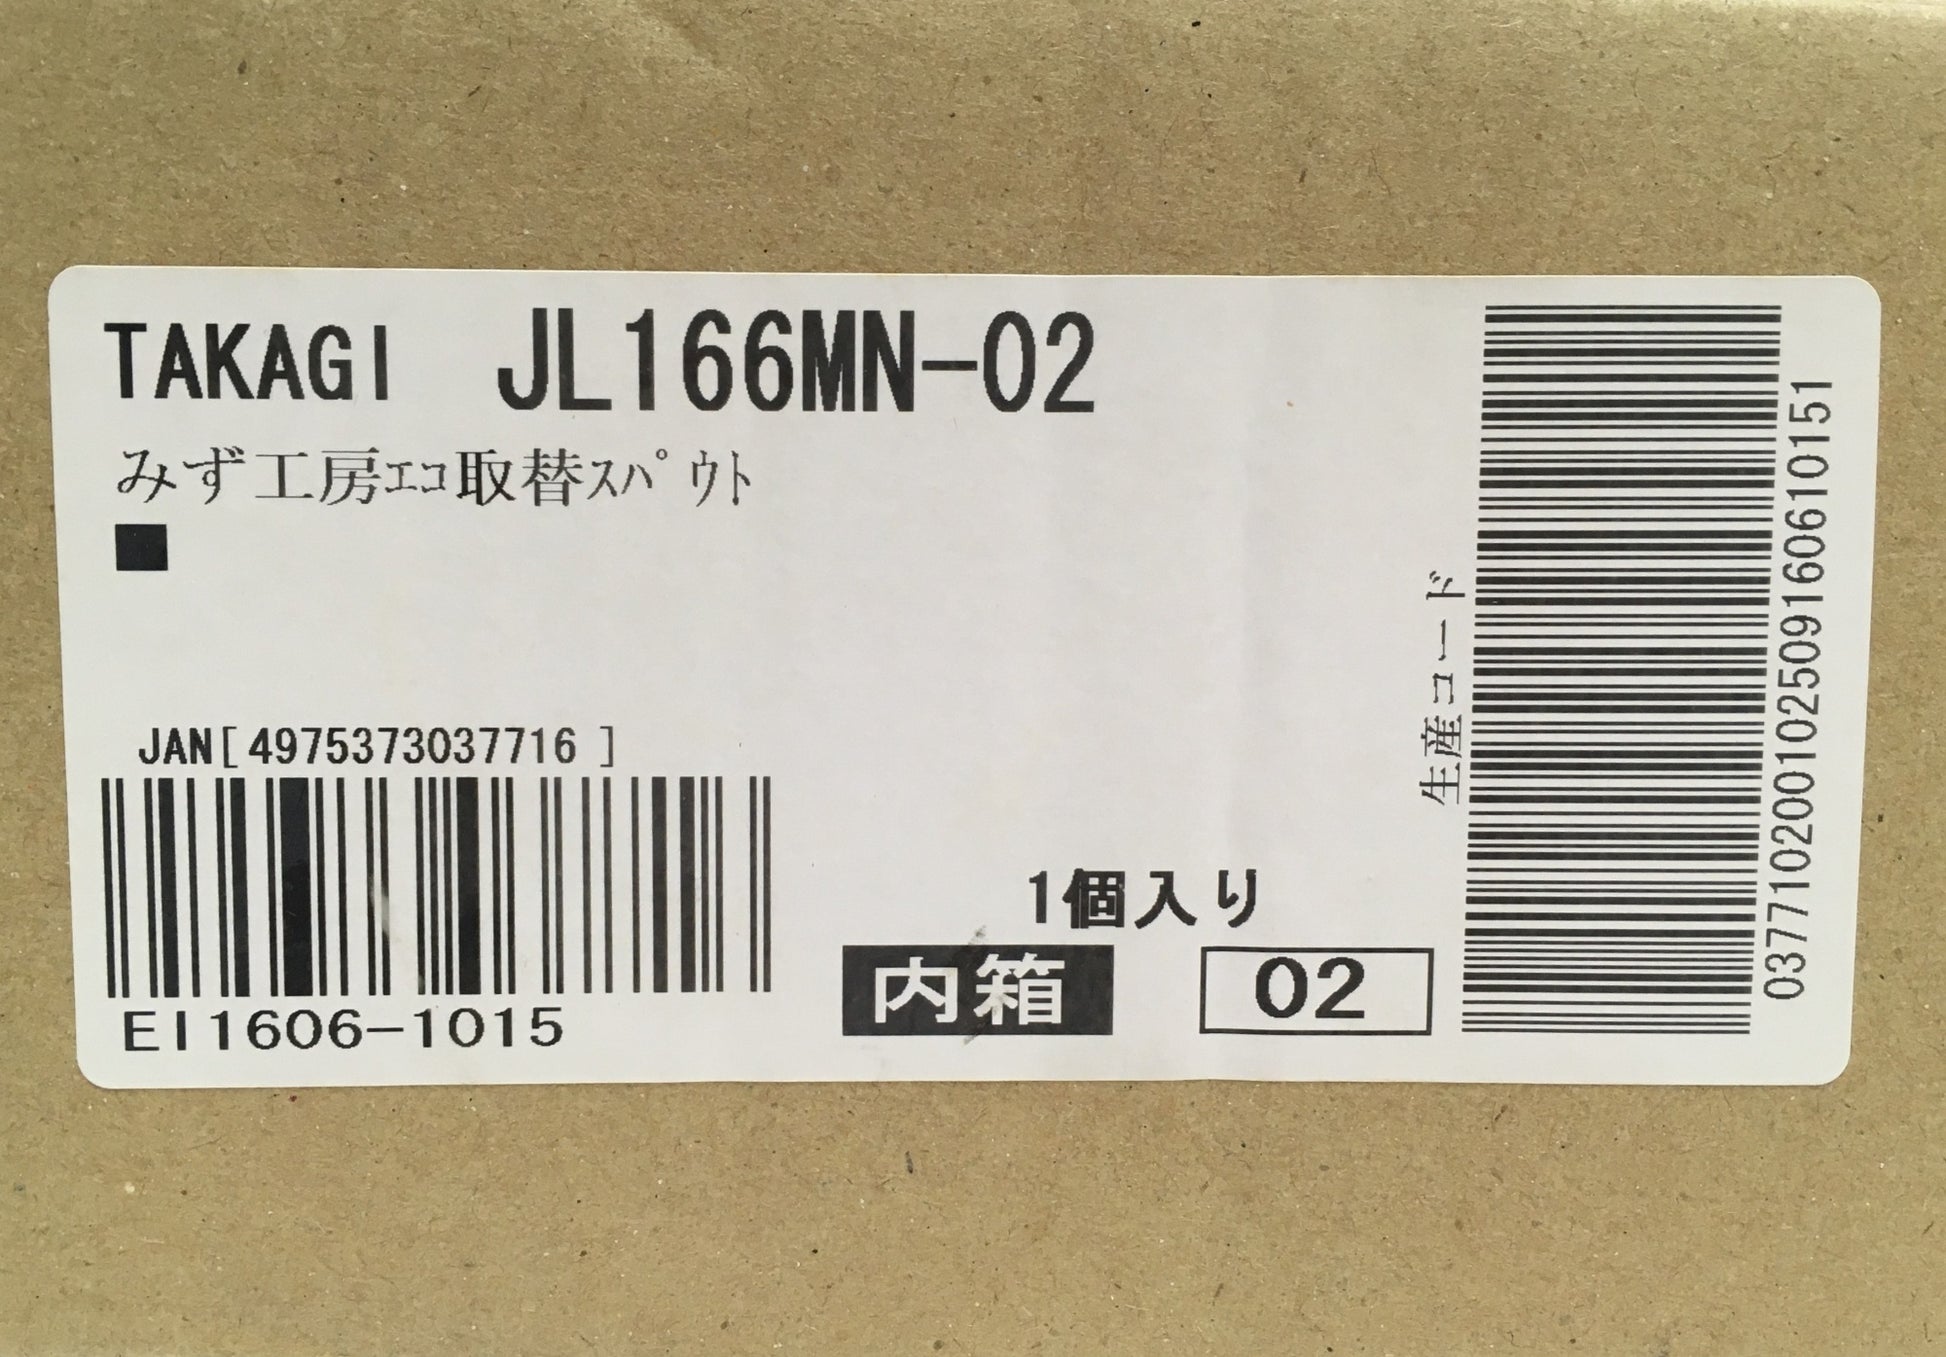 TAKAGI JL166MN-02
みず工房ｴｺ取替ｽﾊﾟｳﾄ
■
JAN[4975373037716 ]
EI1606-1015
1個入り
内箱 02
生産コード
037710200102509160610151